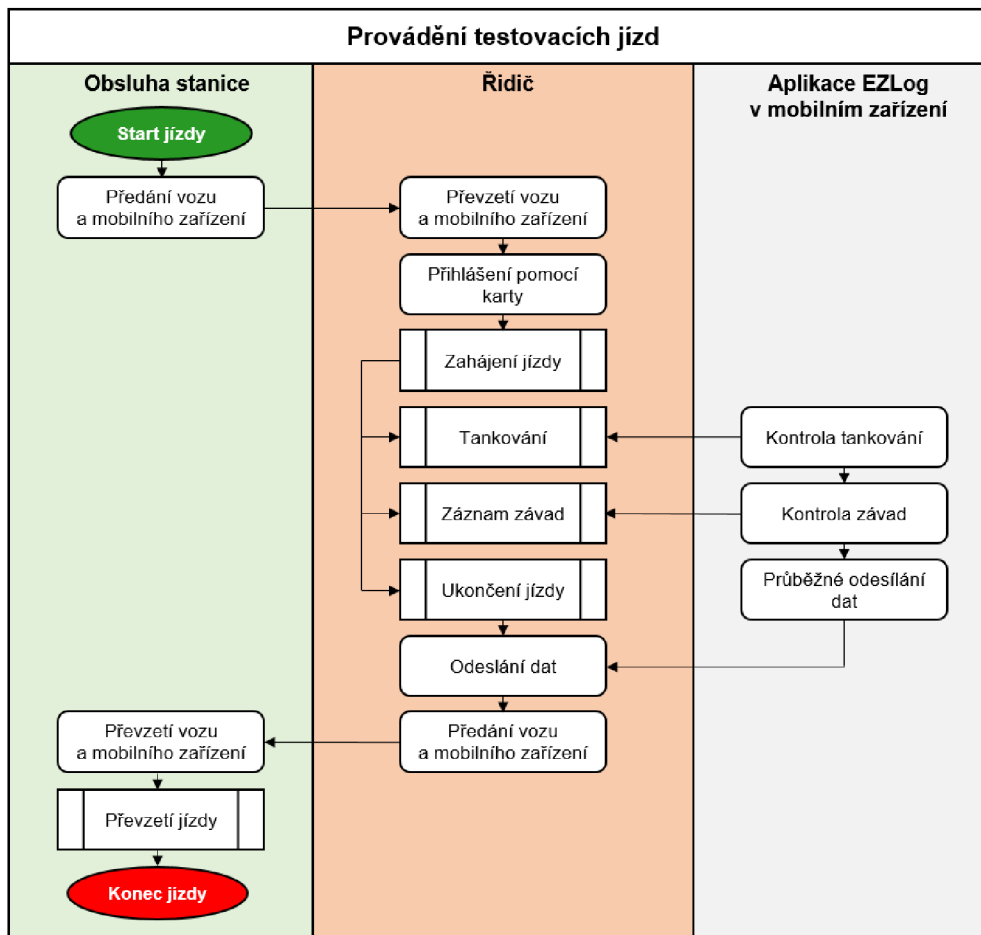 Provádění testovacích jízd
Obsluha stanice
Řidič
Aplikace EZLog
v mobilním zařízení
Start jízdy
Předání vozu
a mobilního zařízení
Převzetí vozu
a mobilního zařízení
Přihlášení pomocí
karty
Zahájení jízdy
Tankování
Kontrola tankování
Záznam závad
Kontrola závad
Ukončení jízdy
Průběžné odesílání
dat
Odeslání dat
Převzetí vozu
a mobilního zařízení
Předání vozu
a mobilního zařízení
Převzetí jízdy
Konec jízdy